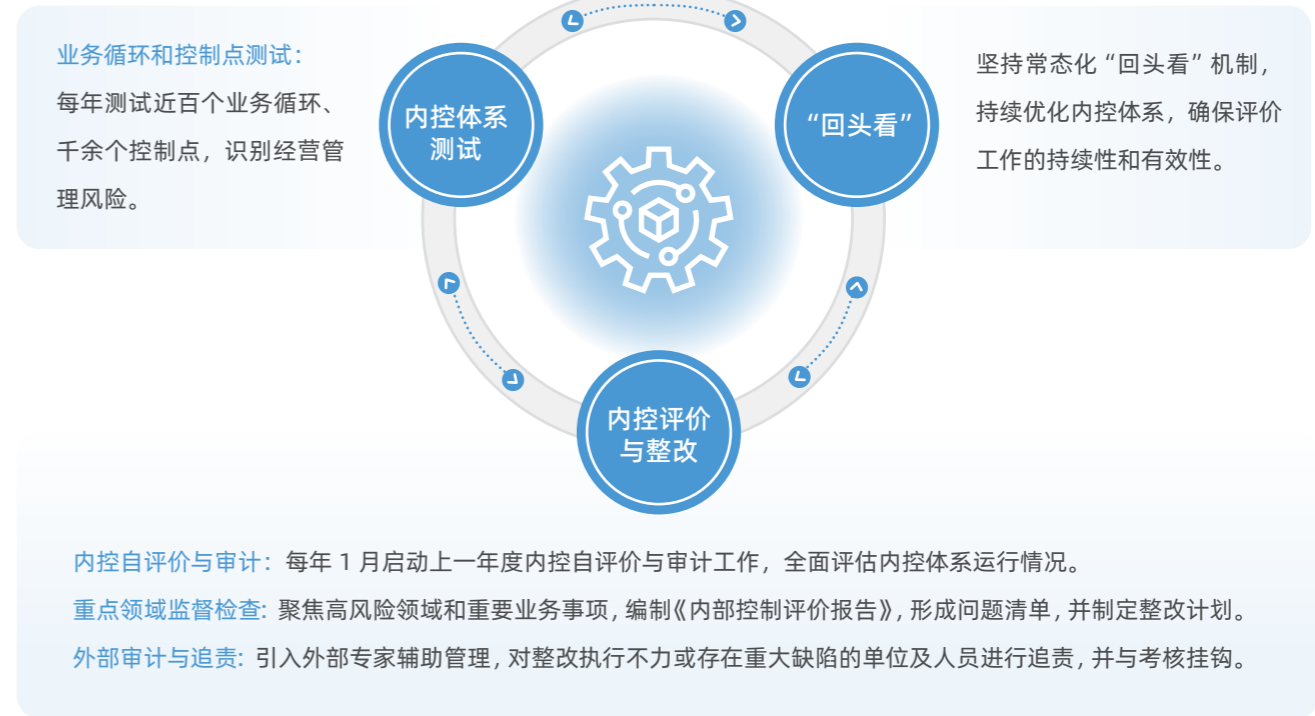 业务循环和控制点测试：
每年测试近百个业务循环、
千余个控制点，识别经营管
理风险。
内控体系
测试
“回头看”
坚持常态化“回头看”机制，
持续优化内控体系，确保评价
工作的持续性和有效性。
内控评价
与整改
内控自评价与审计：每年 1 月启动上一年度内控自评价与审计工作，全面评估内控体系运行情况。
重点领域监督检查：聚焦高风险领域和重要业务事项，编制《内部控制评价报告》，形成问题清单，并制定整改计划。
外部审计与追责：引入外部专家辅助管理，对整改执行不力或存在重大缺陷的单位及人员进行追责，并与考核挂钩。